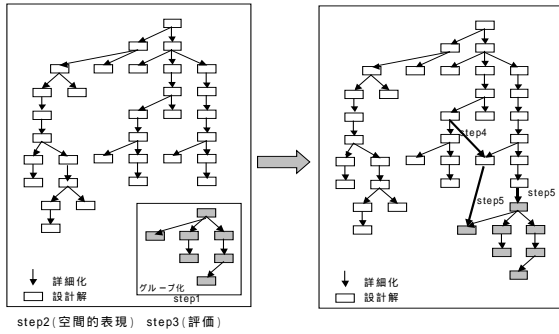 詳細化
設計解
グループ化
step1
step2(空間的表現) step3(評価)
step4
step5
step5
詳細化
設計解